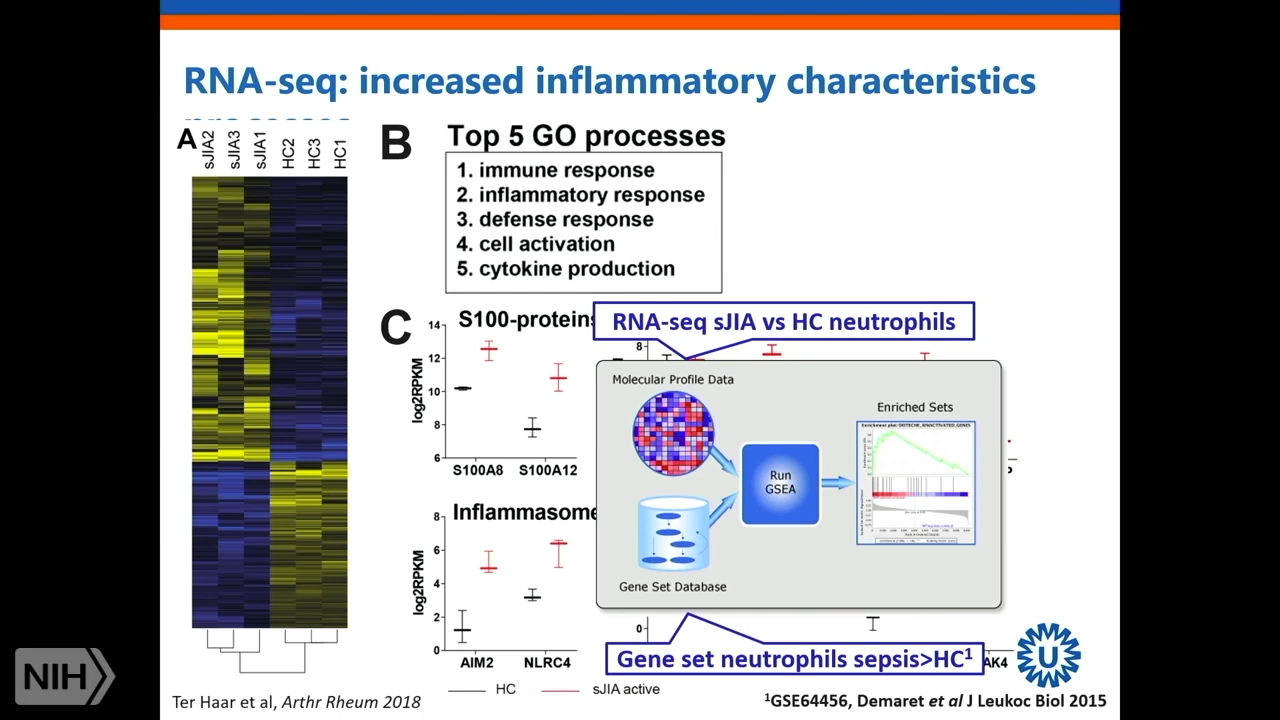 RNA-seq: increased inflammatory characteristics
A
sJIA2
sJIA3
sJIA1
HC2
HC3
HC1
B
Top 5 GO processes
1. immune response
2. inflammatory response
3. defense response
4. cell activation
5. cytokine production
C
S100-proteins
RNA-seq sJIA vs HC neutrophils
14
12
10
8
6
log2RPKM
S100A8
S100A12
8
Molecular Profile Data
Enriched Sets
Run
GSEA
Gene Set Database
Inflammasome
8
6
4
2
0
log2RPKM
AIM2
NLRC4
0
Gene set neutrophils sepsis>HC¹
AK4
HC
sJIA active
U
NIH
Ter Haar et al, Arthr Rheum 2018
¹GSE64456, Demaret et al J Leukoc Biol 2015